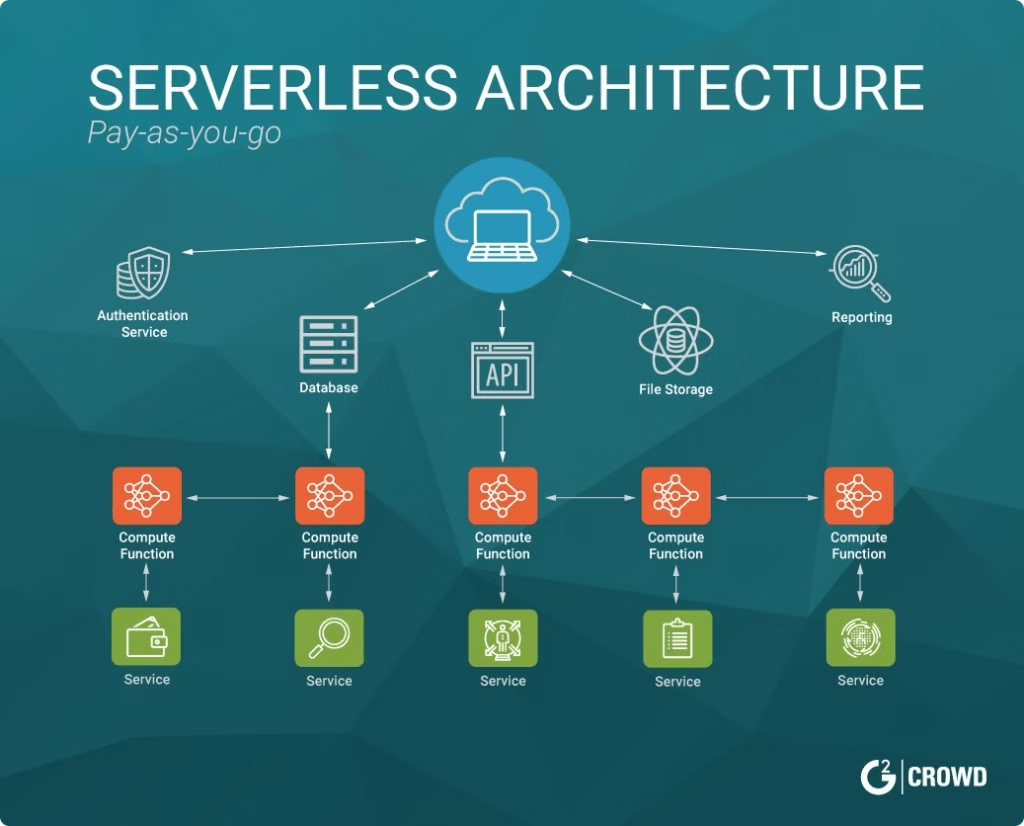 SERVERLESS ARCHITECTURE
Pay-as-you-go
Authentication
Service
Database
API
File Storage
Reporting
Compute
Function
Compute
Function
Compute
Function
Compute
Function
Compute
Function
Service
Service
Service
Service
Service
G2 | CROWD